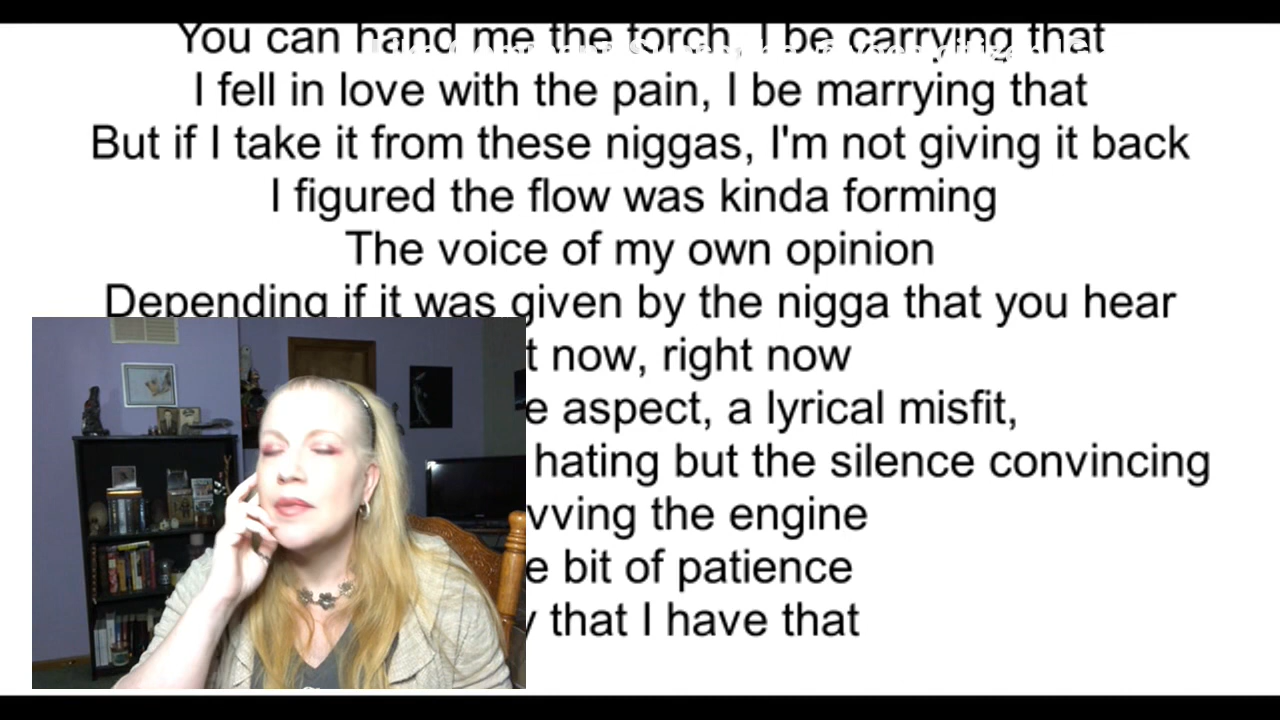 You can hand me the torch, I be carrying that
I fell in love with the pain, I be marrying that
But if I take it from these niggas, I'm not giving it back
I figured the flow was kinda forming
The voice of my own opinion
Depending if it was given by the nigga that you hear
now, right now
aspect, a lyrical misfit,
hating but the silence convincing
the engine
bit of patience
that I have that